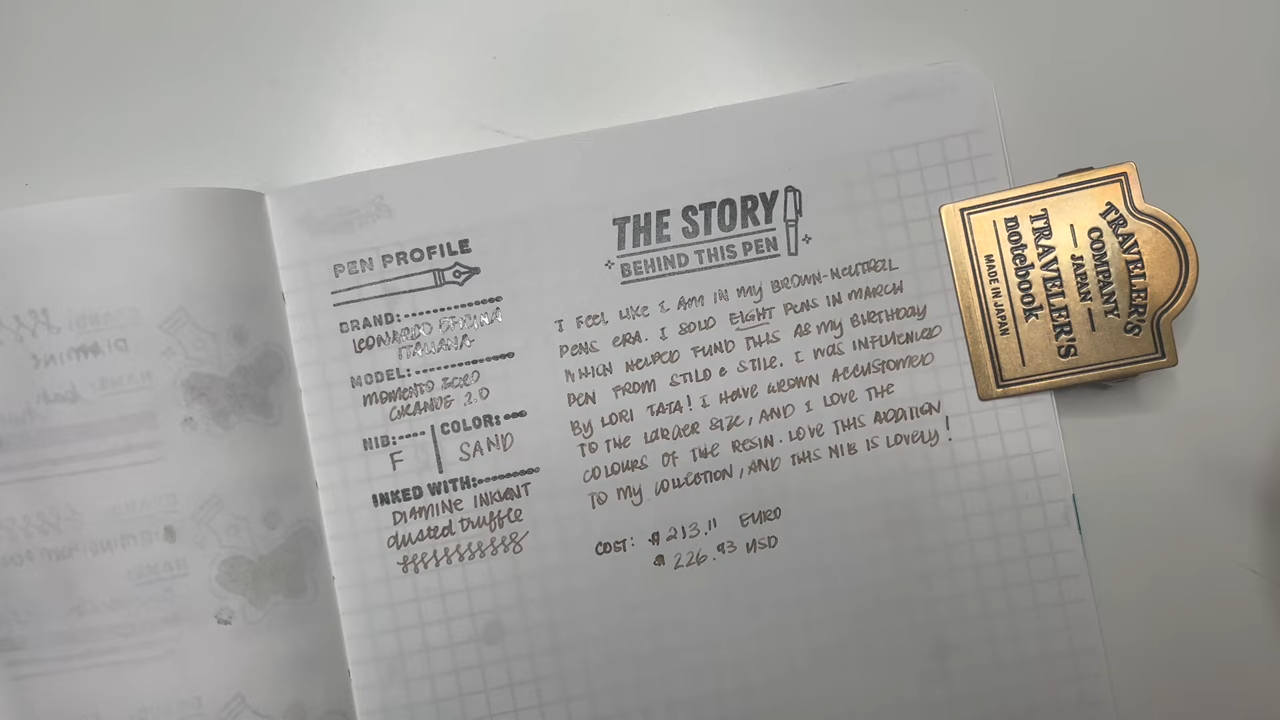 PEN PROFILE
BRAND:
LEONARDO OFFICINA
ITALIANA
MODEL:
MOMENTO ZERO
GRANDE 2.0
NIB:
F
COLOR:
SAND
INKED WITH:
DIAMINE INKVENT
dusted truffle
THE STORY
BEHIND THIS PEN
I FEEL LIKE I AM IN MY BROWN-NEUTRAL
PENS ERA. I SOLD EIGHT PENS IN MARCH
WHICH HELPED FUND THIS AS MY BIRTHDAY
PEN FROM STILO & STILE. I WAS INFLUENCED
BY LORI TATA! I HAVE GROWN ACCUSTOMED
TO THE LARGER SIZE, AND I LOVE THE
COLOURS OF THE RESIN. LOVE THIS ADDITION
TO MY COLLECTION, AND THIS NIB IS LOVELY!
COST: $213.11 EURO
$226.93 USD
TRAVELER'S
COMPANY
— JAPAN —
TRAVELER'S
notebook
MADE IN JAPAN